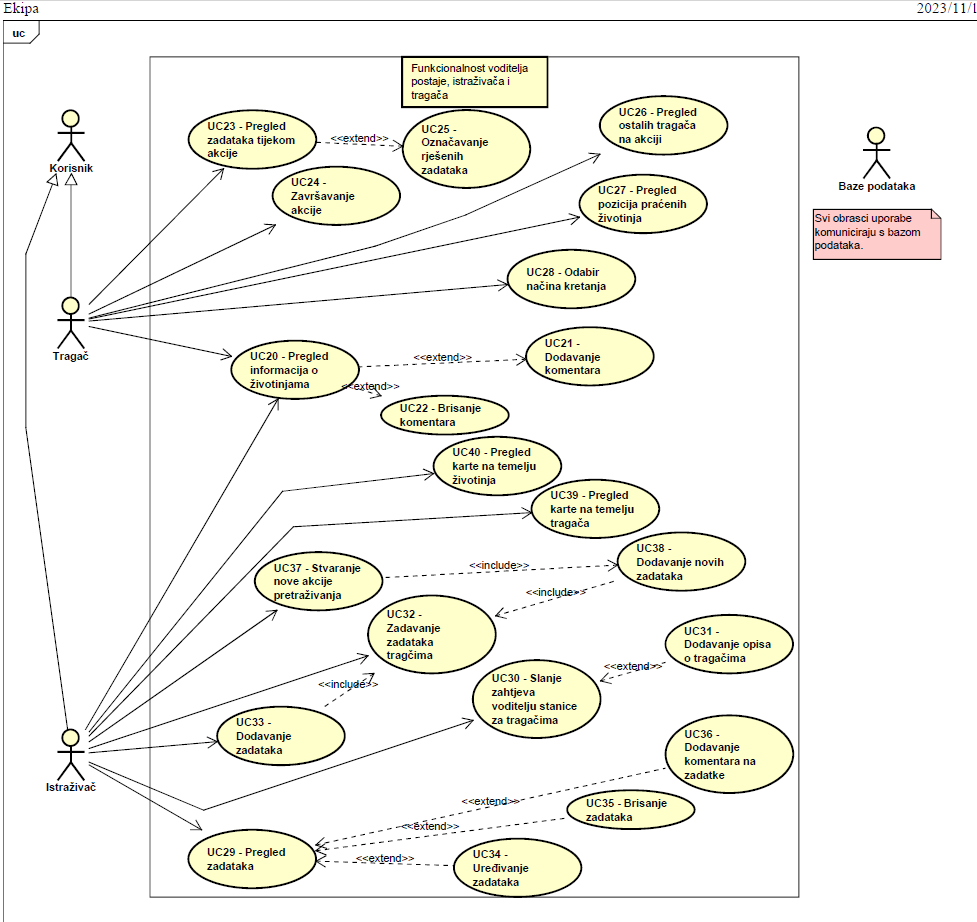 Ekipa
2023/11/1
uc
Funkcionalnost voditelja
postaje, istraživača i
tragača
Korisnik
UC23 - Pregled
zadataka tijekom
akcije
<<extend>>
UC25 -
Označavanje
rješenih
zadataka
UC26 - Pregled
ostalih tragača
na akciji
Baze podataka
UC24 -
Završavanje
akcije
UC27 - Pregled
pozicija praćenih
životinja
Svi obrasci uporabe
komuniciraju s bazom
podataka.
UC28 - Odabir
načina kretanja
Tragač
UC20 - Pregled
informacija o
životinjama
<<extend>>
UC21 -
Dodavanje
komentara
<<extend>>
UC22 - Brisanje
komentara
UC40 - Pregled
karte na temelju
životinja
UC39 - Pregled
karte na temelju
tragača
UC37 - Stvaranje
nove akcije
pretraživanja
<<include>>
UC38 -
Dodavanje novih
zadataka
<<include>>
UC32 -
Zadavanje
zadataka
tragčima
UC31 -
Dodavanje opisa
o tragačima
<<extend>>
<<include>>
UC30 - Slanje
zahtjeva
voditelju stanice
za tragačima
UC33 -
Dodavanje
zadataka
Istraživač
UC36 -
Dodavanje
komentara na
zadatke
<<extend>>
UC35 - Brisanje
zadataka
<<extend>>
UC29 - Pregled
zadataka
<<extend>>
UC34 -
Uređivanje
zadataka